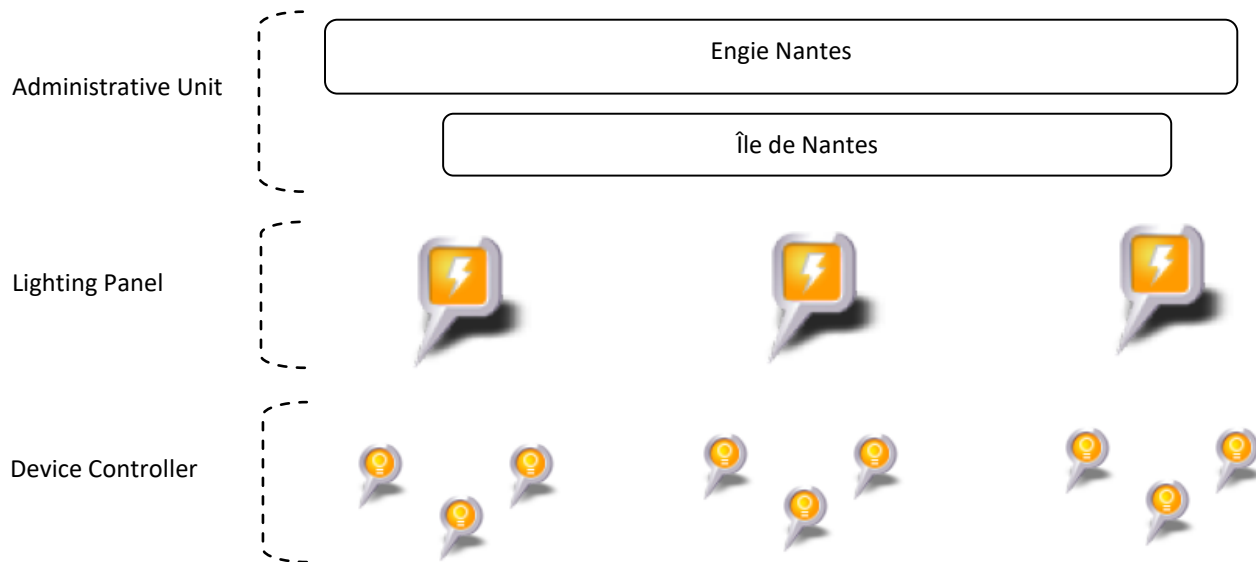 Engie Nantes
Administrative Unit
Île de Nantes
Lighting Panel
Device Controller